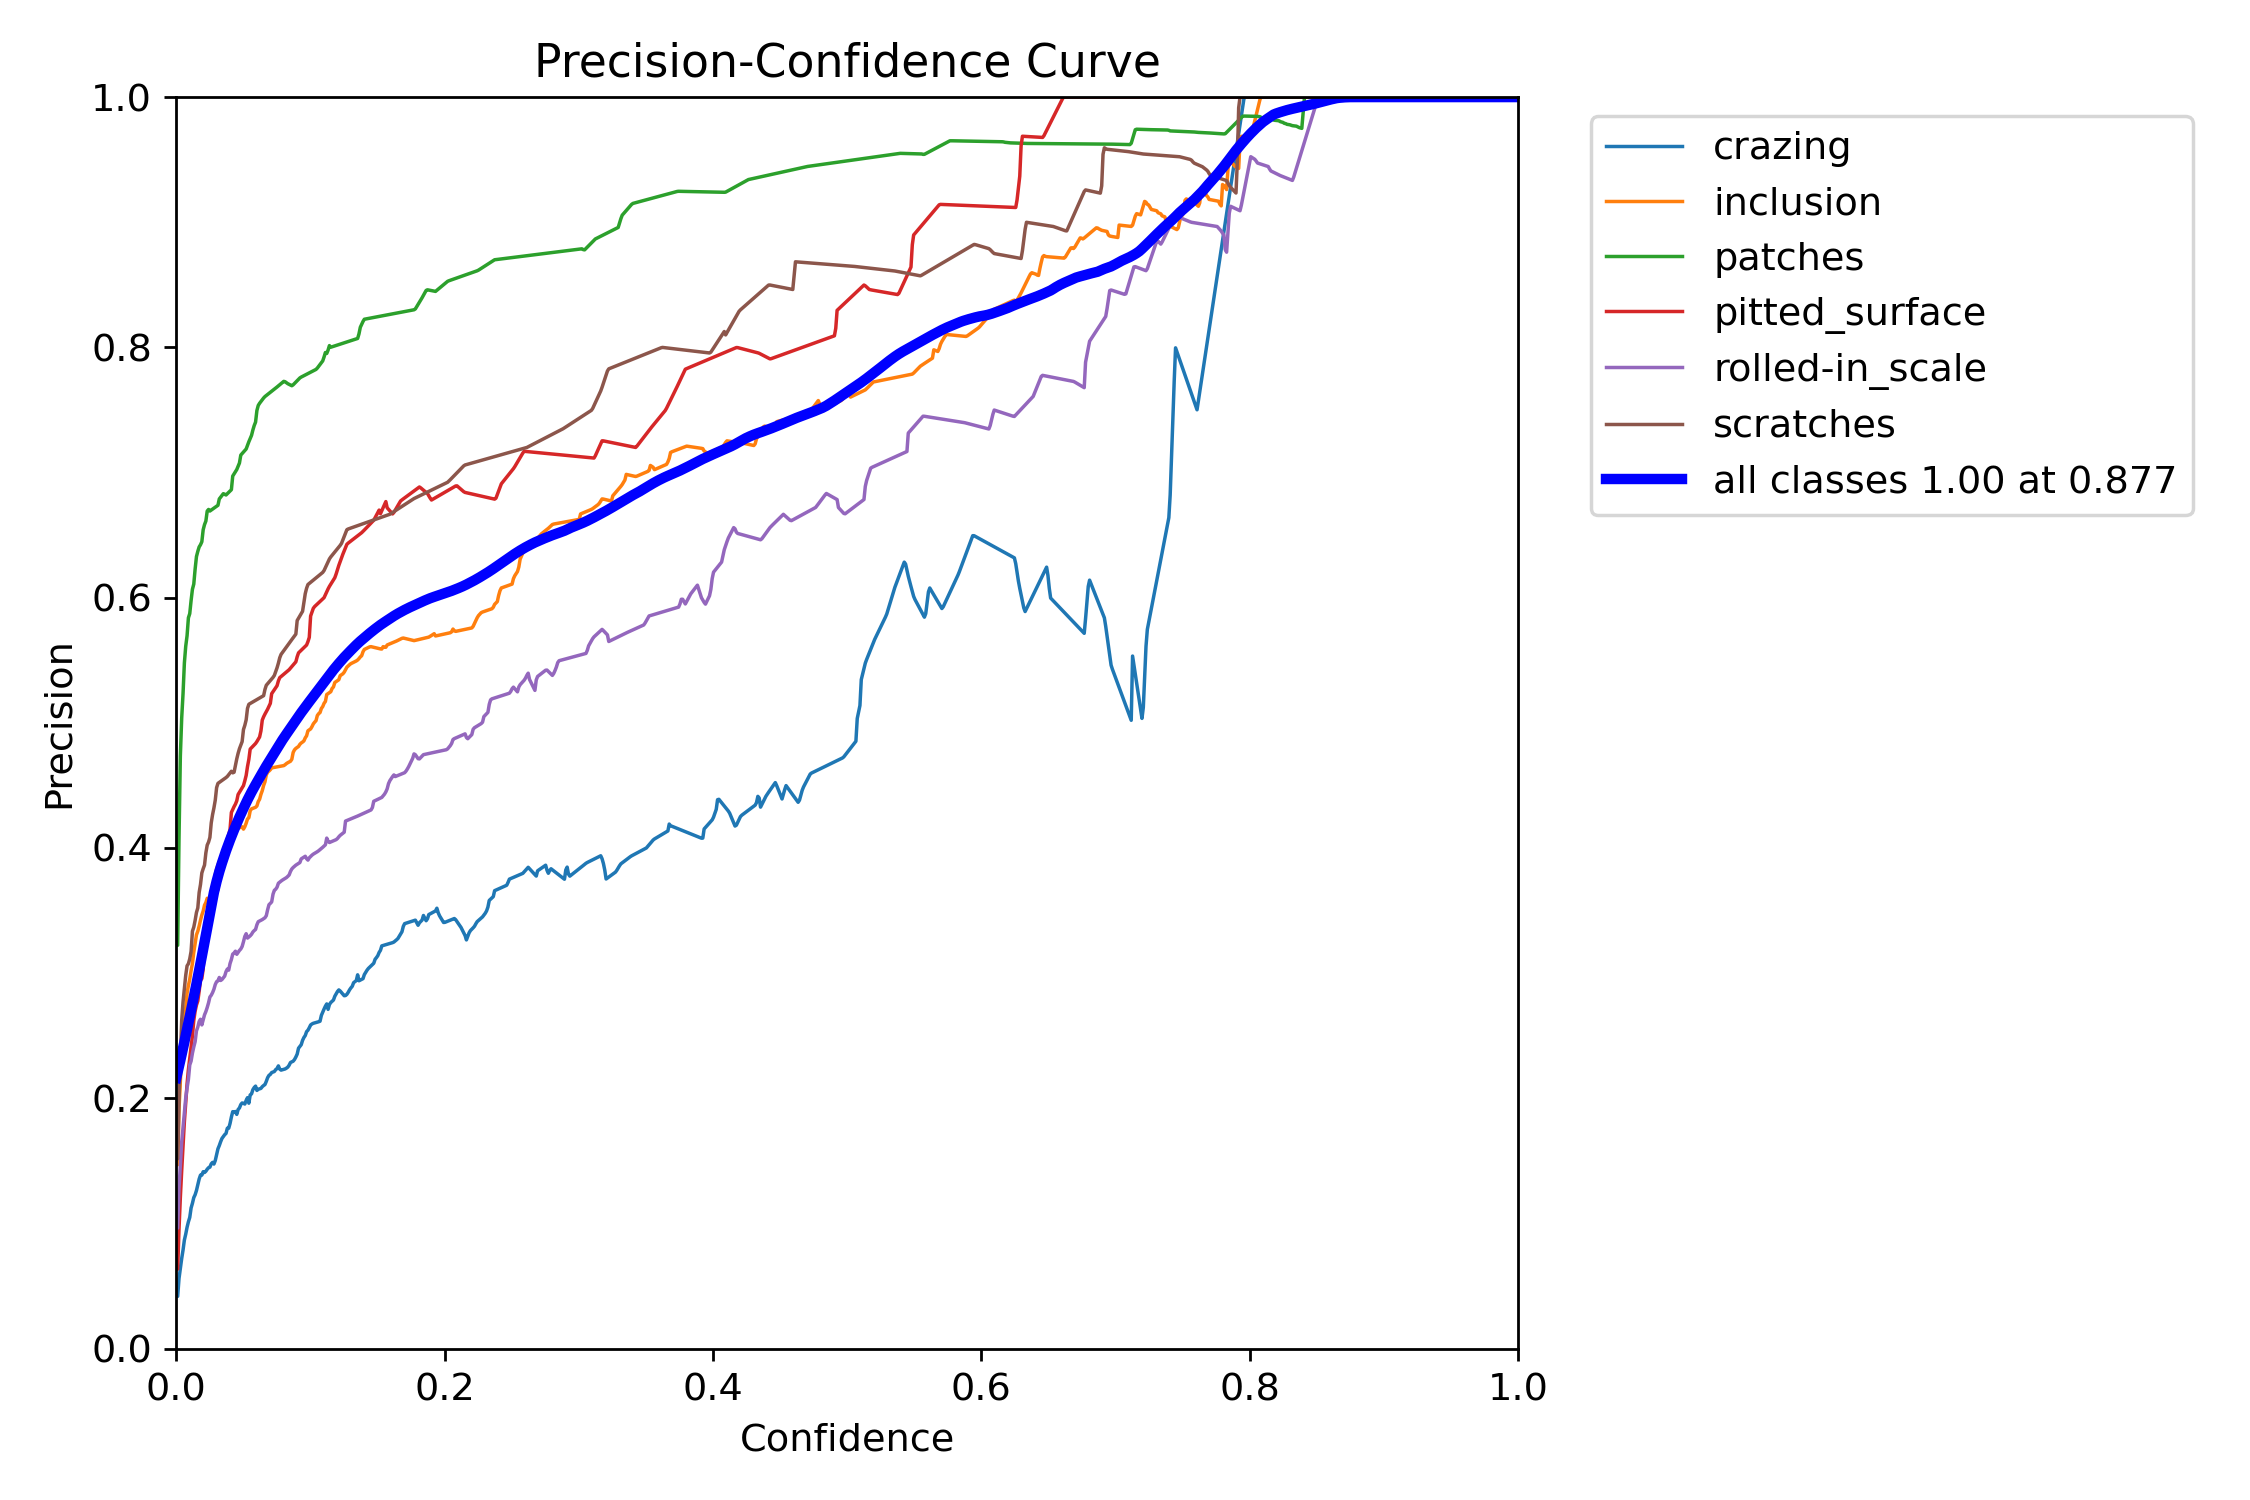 Precision-Confidence Curve
1.0
0.8
0.6
0.4
0.2
0.0
Precision
0.0 0.2 0.4 0.6 0.8 1.0
Confidence
crazing
inclusion
patches
pitted_surface
rolled-in_scale
scratches
all classes 1.00 at 0.877